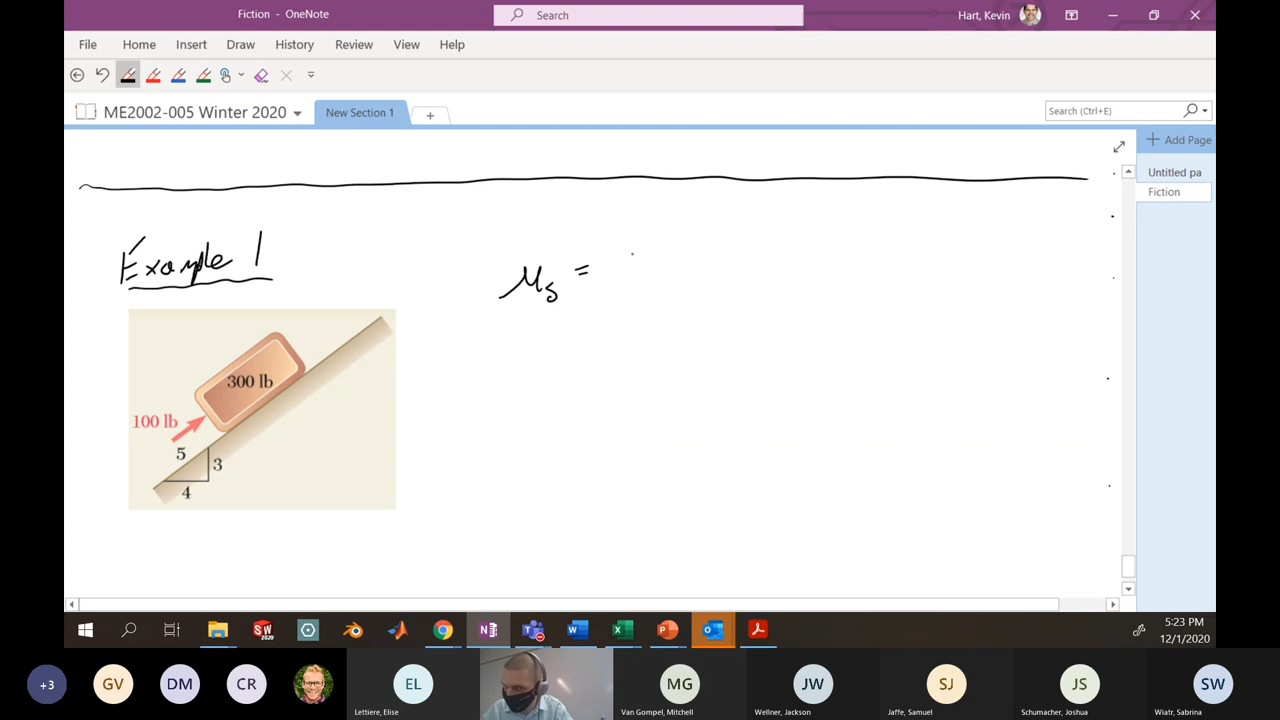 Fiction - OneNote
Search
Hart, Kevin
File Home Insert Draw History Review View Help
ME2002-005 Winter 2020
New Section 1
+
Search (Ctrl+E)
Add Page
Untitled pa
Fiction
Example 1
μs =
300 lb
100 lb
5
3
4
5:23 PM
12/1/2020
+3
GV
DM
CR
EL
Lettiere, Elise
MG
Van Gompel, Mitchell
JW
Wellner, Jackson
SJ
Jaffe, Samuel
JS
Schumacher, Joshua
SW
Wiatr, Sabrina